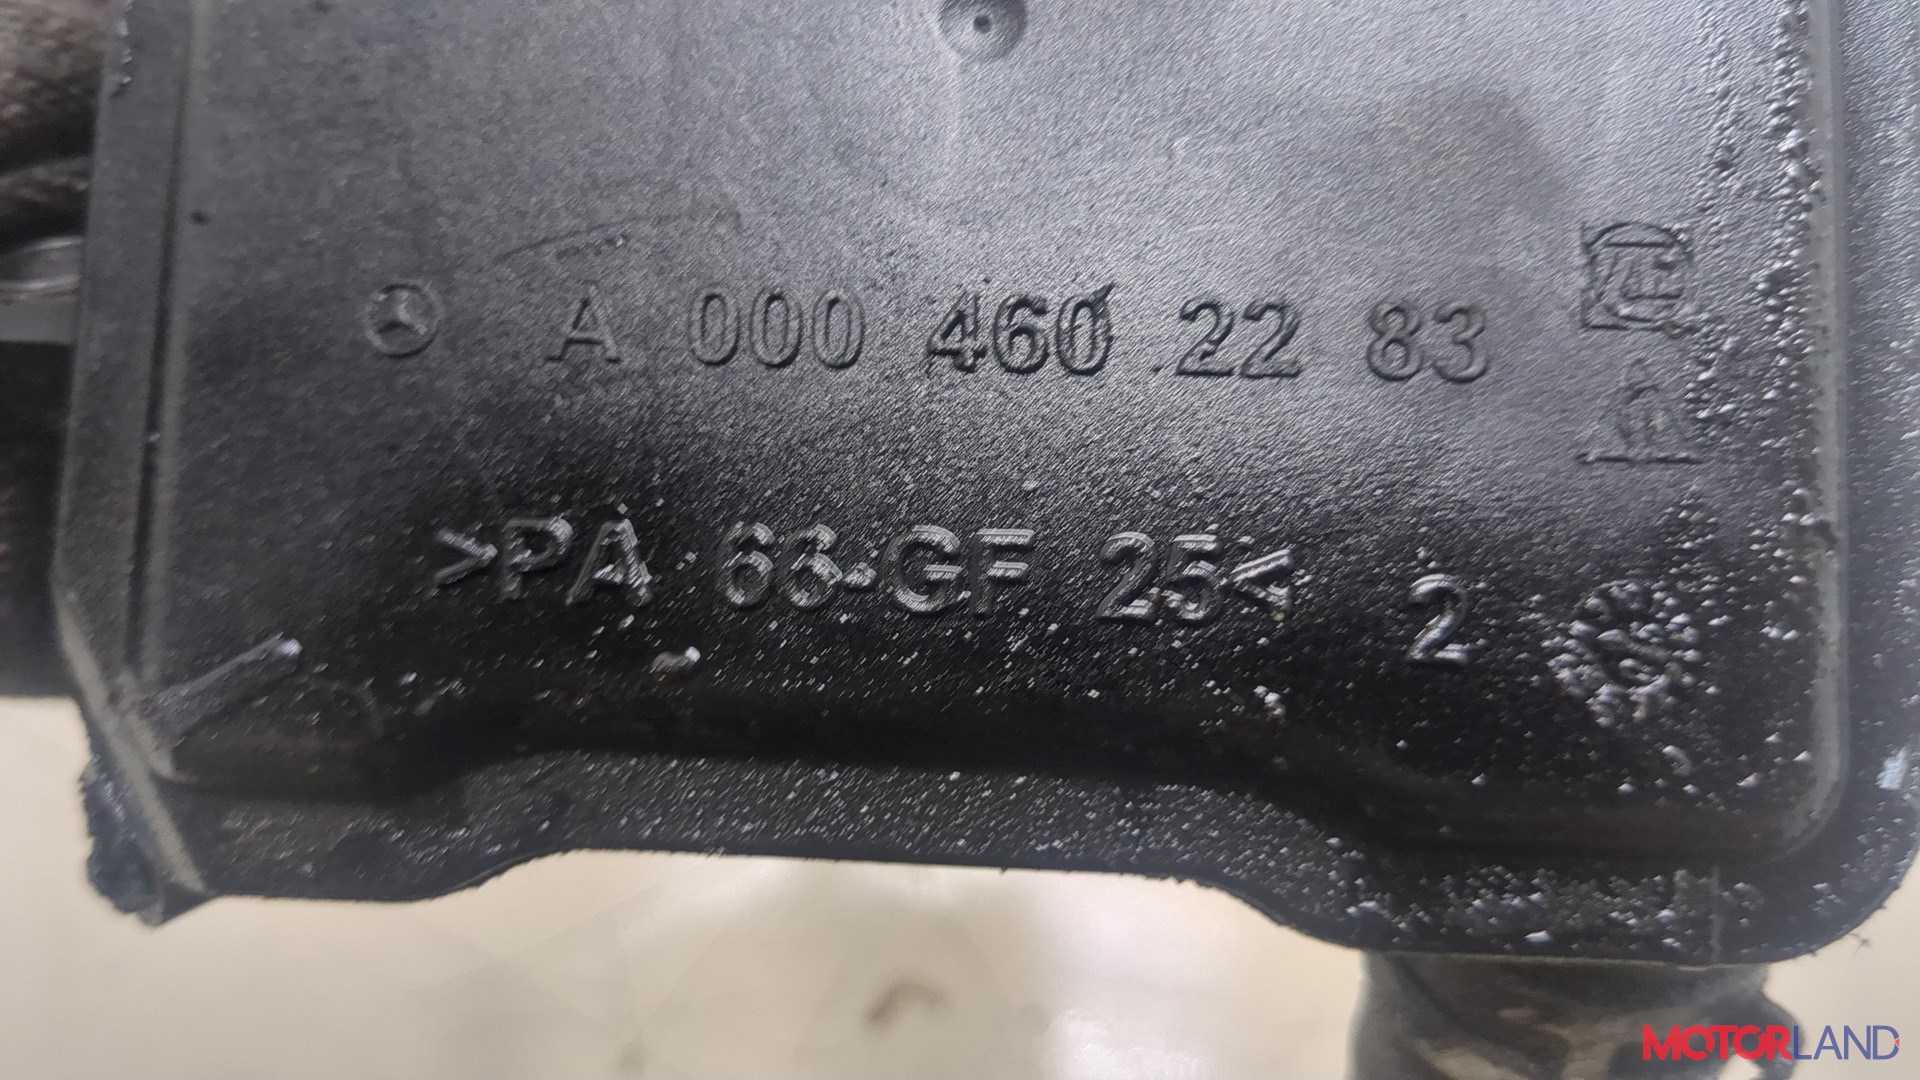 A 000 460 22 83
>PA 66-GF 25< 2
MOTORLAND